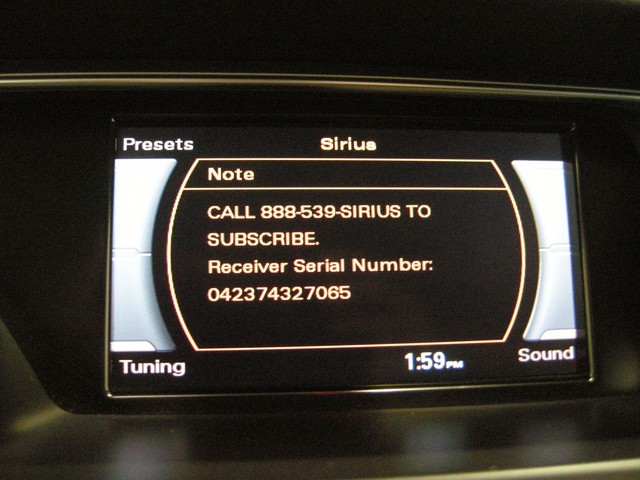 Presets Sirius
Note
CALL 888-539-SIRIUS TO
SUBSCRIBE.
Receiver Serial Number:
042374327065
Tuning 1:59PM Sound